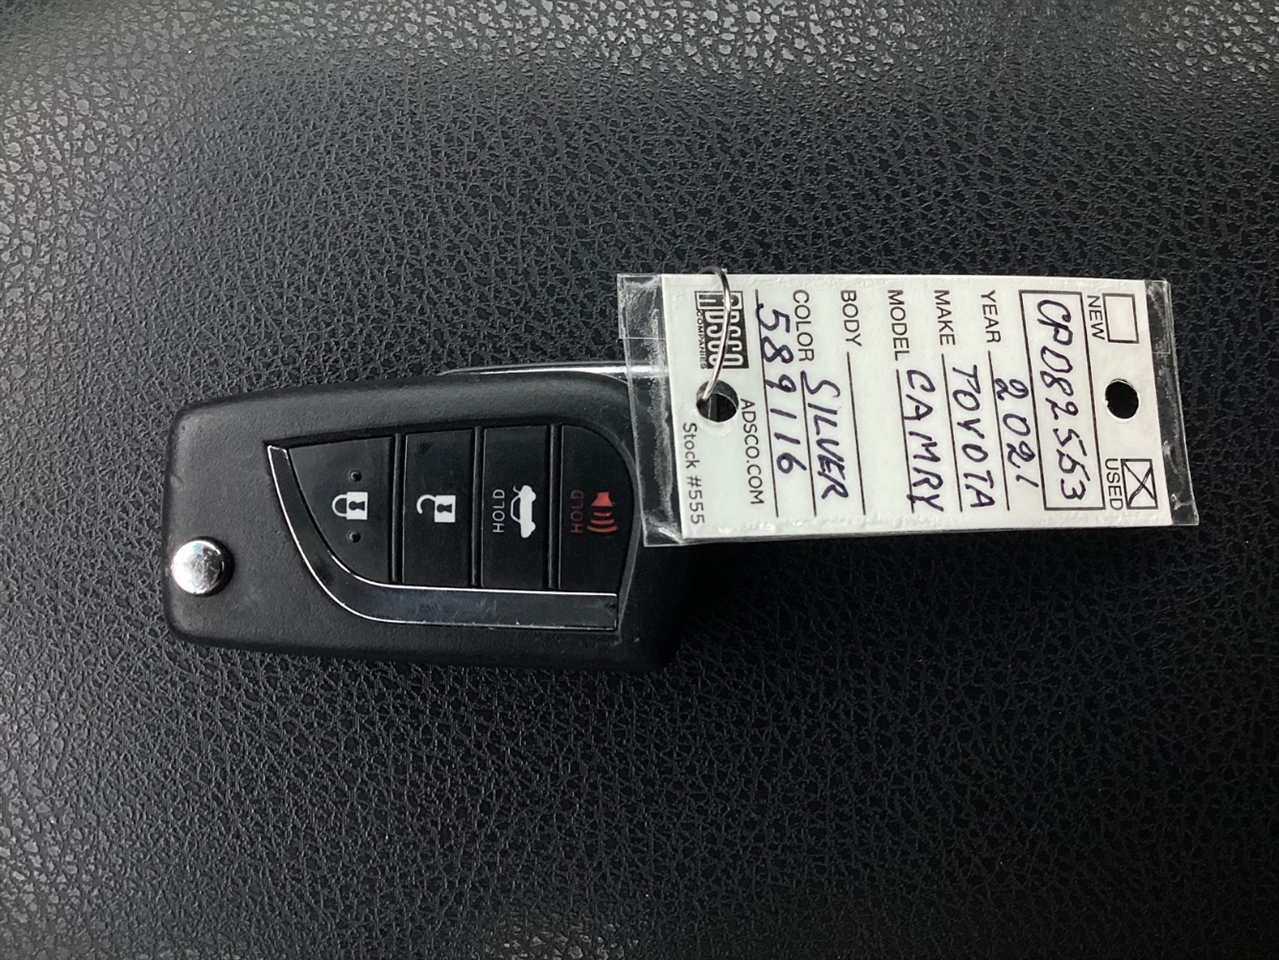 NEW USED
CP0825553
YEAR 2021
MAKE TOYOTA
MODEL CAMRY
BODY
COLOR SILVER
589116
ADSCO
COMPANIES
ADSCO.COM
Stock #555
HOLD
HOLD